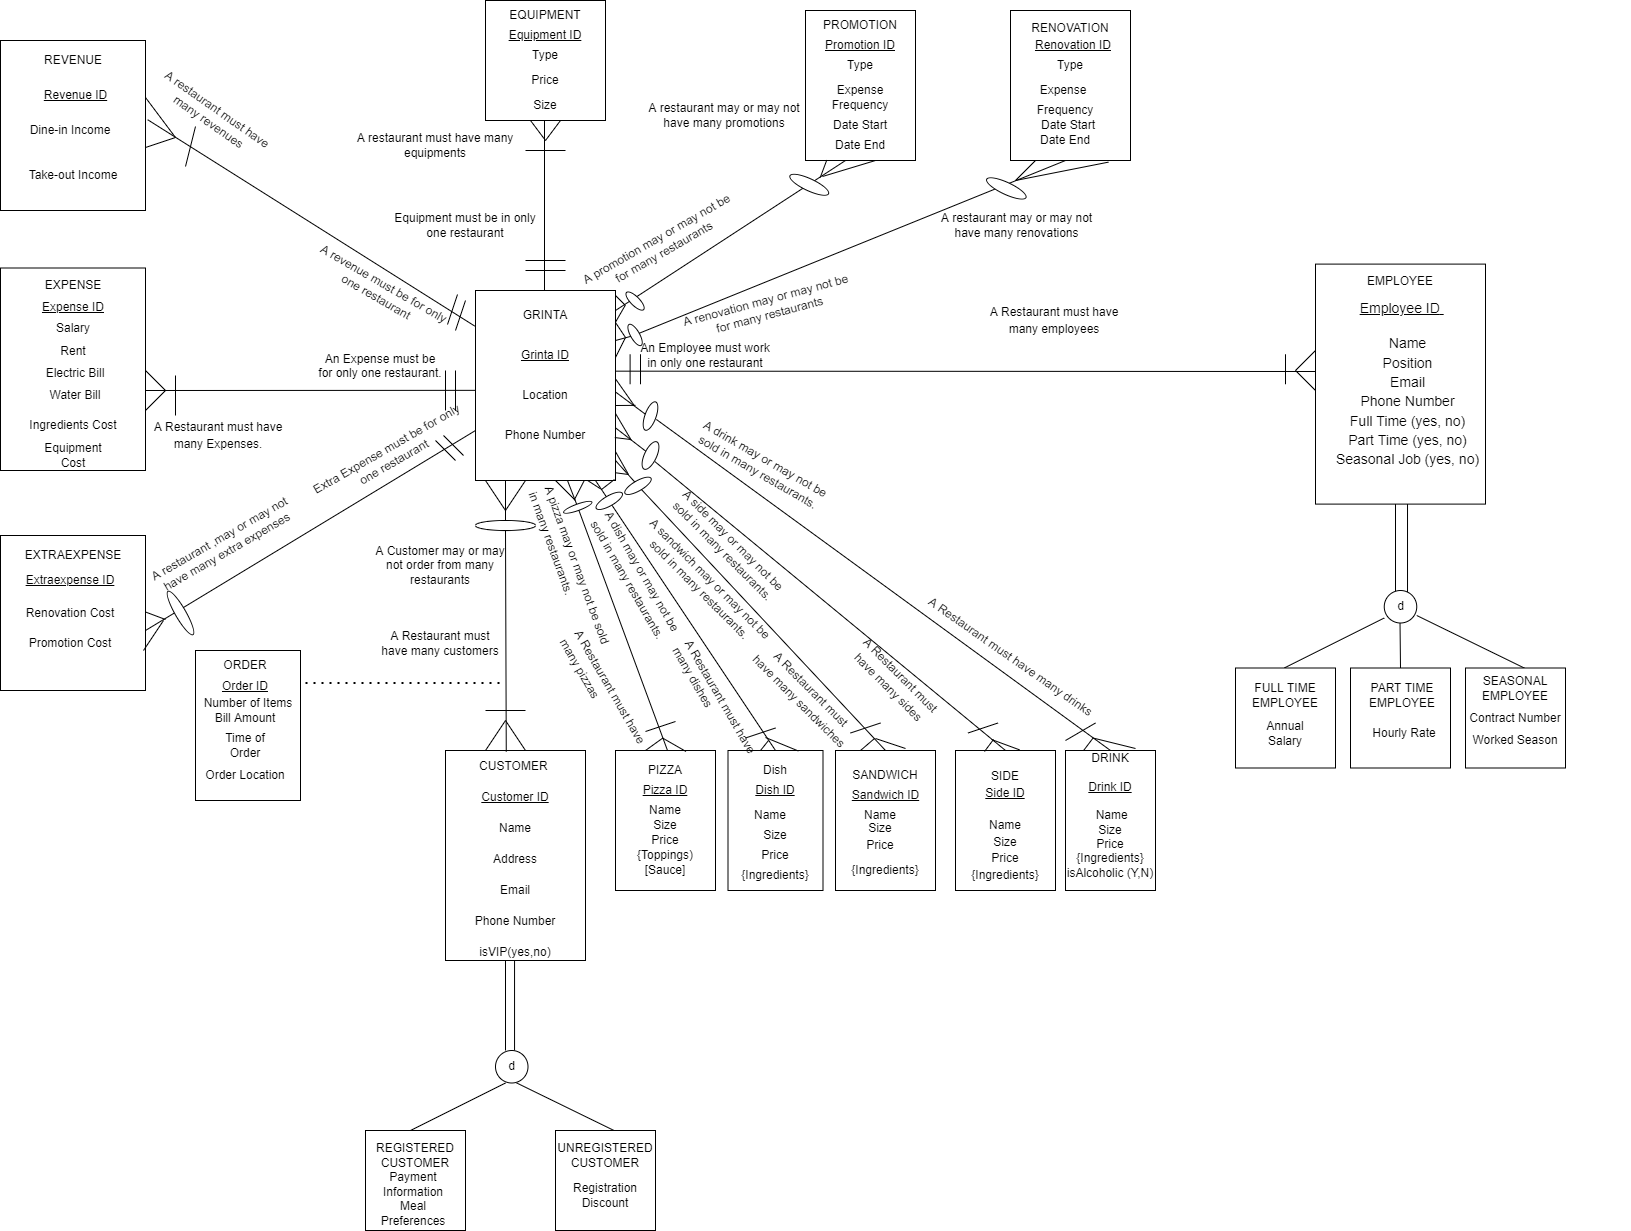 REVENUE
Revenue ID
Dine-in Income
Take-out Income
A restaurant must have
many revenues
A revenue must be for only
one restaurant
EQUIPMENT
Equipment ID
Type
Price
Size
A restaurant must have many
equipments
Equipment must be in only
one restaurant
PROMOTION
Promotion ID
Type
Expense
Frequency
Date Start
Date End
A restaurant may or may not
have many promotions
A promotion may or may not be
for many restaurants
RENOVATION
Renovation ID
Type
Expense
Frequency
Date Start
Date End
A restaurant may or may not
have many renovations
A renovation may or may not be
for many restaurants
EXPENSE
Expense ID
Salary
Rent
Electric Bill
Water Bill
Ingredients Cost
Equipment
Cost
An Expense must be
for only one restaurant.
A Restaurant must have
many Expenses.
GRINTA
Grinta ID
Location
Phone Number
A Restaurant must have
many employees
An Employee must work
in only one restaurant
EMPLOYEE
Employee ID
Name
Position
Email
Phone Number
Full Time (yes, no)
Part Time (yes, no)
Seasonal Job (yes, no)
d
FULL TIME
EMPLOYEE
Annual
Salary
PART TIME
EMPLOYEE
Hourly Rate
SEASONAL
EMPLOYEE
Contract Number
Worked Season
Extra Expense must be for only
one restaurant
A restaurant ,may or may not
have many extra expenses
EXTRAEXPENSE
Extraexpense ID
Renovation Cost
Promotion Cost
ORDER
Order ID
Number of Items
Bill Amount
Time of
Order
Order Location
A Customer may or may
not order from many
restaurants
A Restaurant must
have many customers
A pizza may or may not be sold
in many restaurants.
A Restaurant must have
many pizzas
A dish may or may not be
sold in many restaurants.
A Restaurant must have
many dishes
A sandwich may or may not be
sold in many restaurants.
A Restaurant must
have many sandwiches
A side may or may not be
sold in many restaurants.
A Restaurant must
have many sides
A drink may or may not be
sold in many restaurants.
A Restaurant must have many drinks
CUSTOMER
Customer ID
Name
Address
Email
Phone Number
isVIP(yes,no)
PIZZA
Pizza ID
Name
Size
Price
{Toppings)
[Sauce]
Dish
Dish ID
Name
Size
Price
{Ingredients}
SANDWICH
Sandwich ID
Name
Size
Price
{Ingredients}
SIDE
Side ID
Name
Size
Price
{Ingredients}
DRINK
Drink ID
Name
Size
Price
{Ingredients}
isAlcoholic (Y,N)
d
REGISTERED
CUSTOMER
Payment
Information
Meal
Preferences
UNREGISTERED
CUSTOMER
Registration
Discount